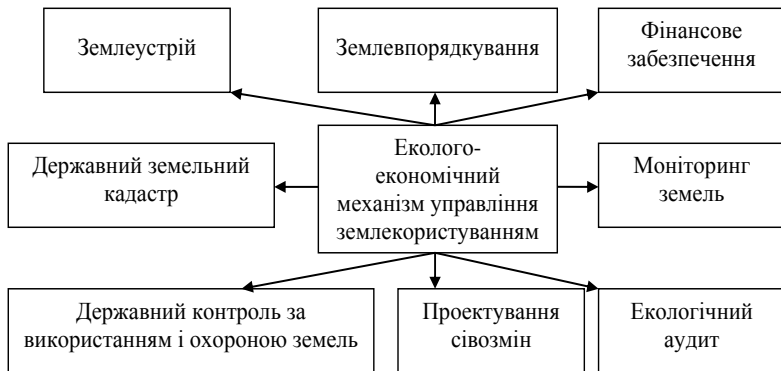 Землеустрій
Землевпорядкування
Фінансове
забезпечення
Державний земельний
кадастр
Еколого-
економічний
механізм управління
землекористуванням
Моніторинг
земель
Державний контроль за
використанням і охороною земель
Проектування
сівозмін
Екологічний
аудит